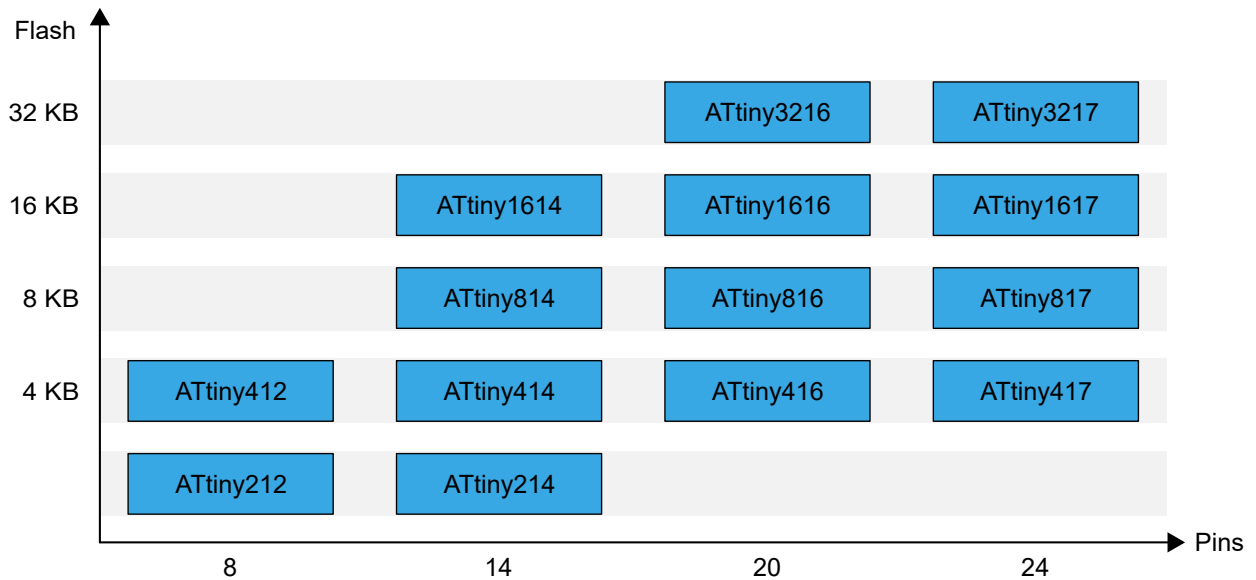 Flash
32 KB
ATtiny3216 ATtiny3217
16 KB
ATtiny1614 ATtiny1616 ATtiny1617
8 KB
ATtiny814 ATtiny816 ATtiny817
4 KB
ATtiny412 ATtiny414 ATtiny416 ATtiny417
ATtiny212 ATtiny214
Pins
8 14 20 24